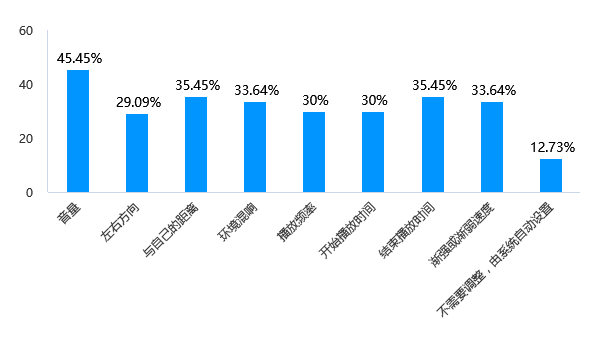 60
40
20
0
45.45%
29.09%
35.45%
33.64%
30%
30%
35.45%
33.64%
12.73%
音量
左右方向
与自己的距离
环境混响
播放频率
开始播放时间
结束播放时间
渐强或渐弱速度
不需要调整，由系统自动设置